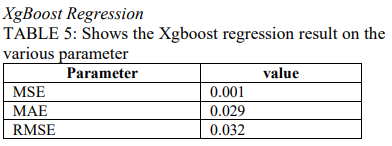 XgBoost Regression
TABLE 5: Shows the Xgboost regression result on the
various parameter
Parameter value
MSE 0.001
MAE 0.029
RMSE 0.032